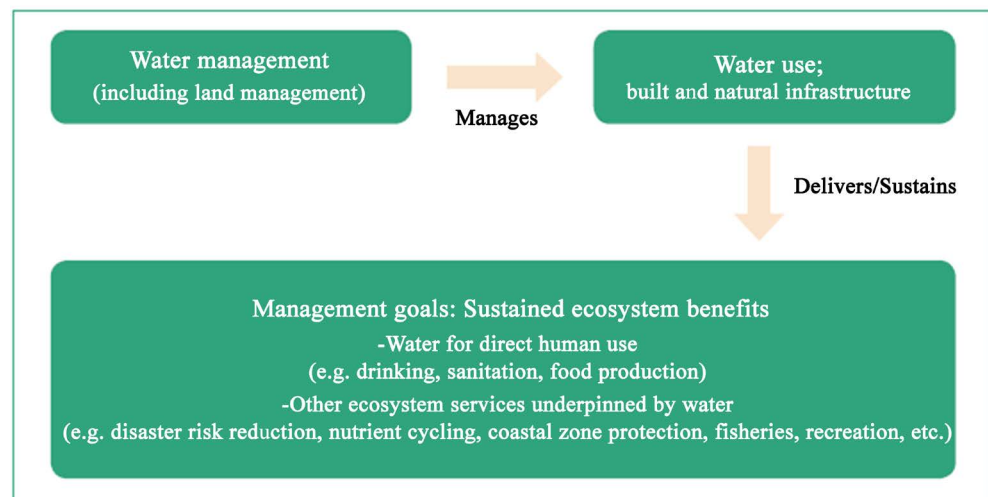 Water management
(including land management)
Manages
Water use;
built and natural infrastructure
Delivers/Sustains
Management goals: Sustained ecosystem benefits
-Water for direct human use
(e.g. drinking, sanitation, food production)
-Other ecosystem services underpinned by water
(e.g. disaster risk reduction, nutrient cycling, coastal zone protection, fisheries, recreation, etc.)